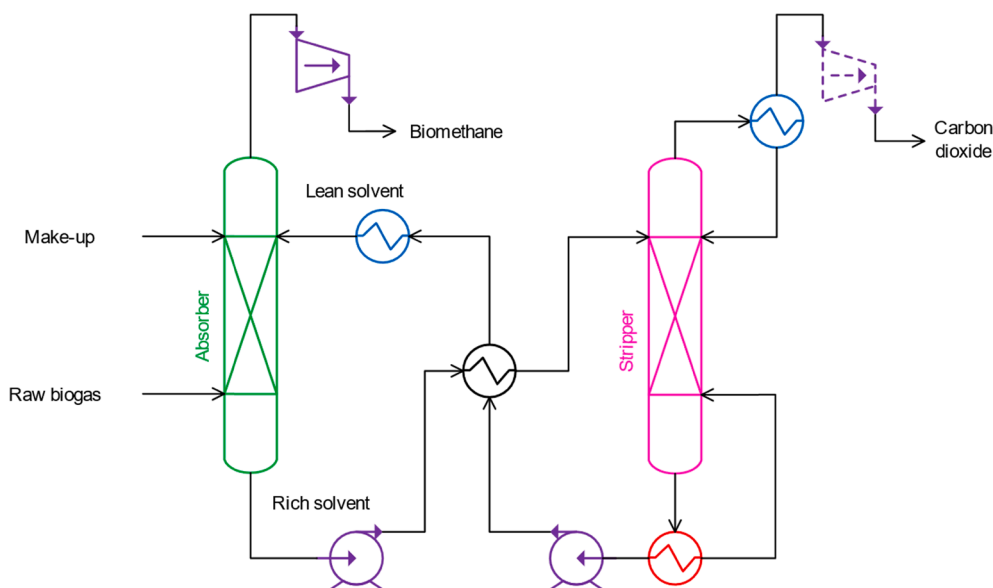 Biomethane
Carbon
dioxide
Lean solvent
Make-up
Absorber
Stripper
Raw biogas
Rich solvent